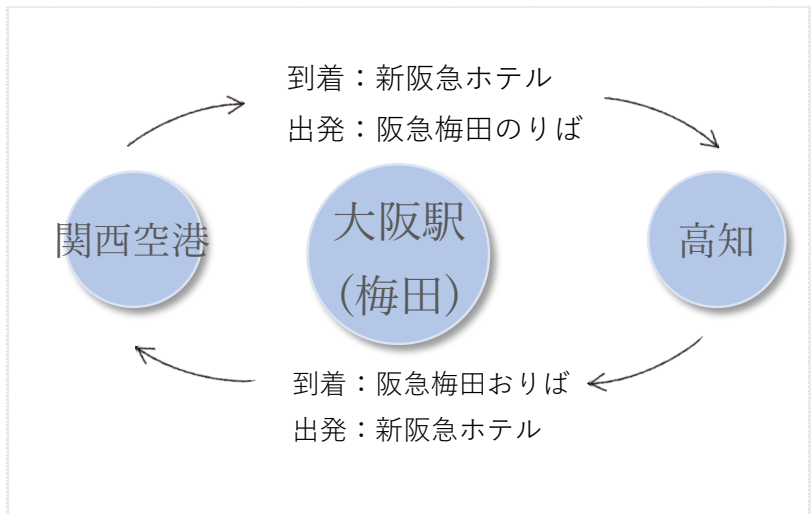 到着：新阪急ホテル
出発：阪急梅田のりば
関西空港
大阪駅
(梅田)
高知
到着：阪急梅田おりば
出発：新阪急ホテル